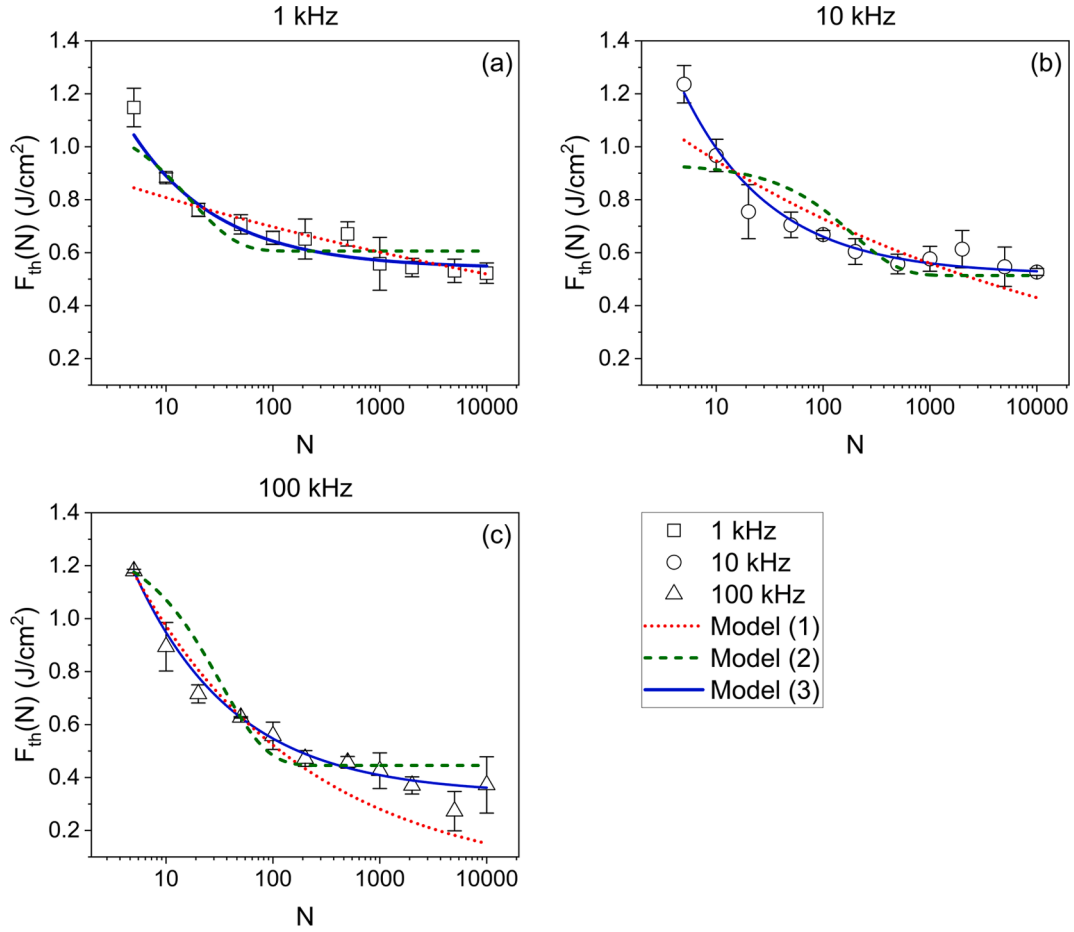 1 kHz
(a)
F_th(N) (J/cm²)
1.4
1.2
1.0
0.8
0.6
0.4
0.2
10
100
1000
10000
N
10 kHz
(b)
F_th(N) (J/cm²)
1.4
1.2
1.0
0.8
0.6
0.4
0.2
10
100
1000
10000
N
100 kHz
(c)
F_th(N) (J/cm²)
1.4
1.2
1.0
0.8
0.6
0.4
0.2
10
100
1000
10000
N
1 kHz
10 kHz
100 kHz
Model (1)
Model (2)
Model (3)